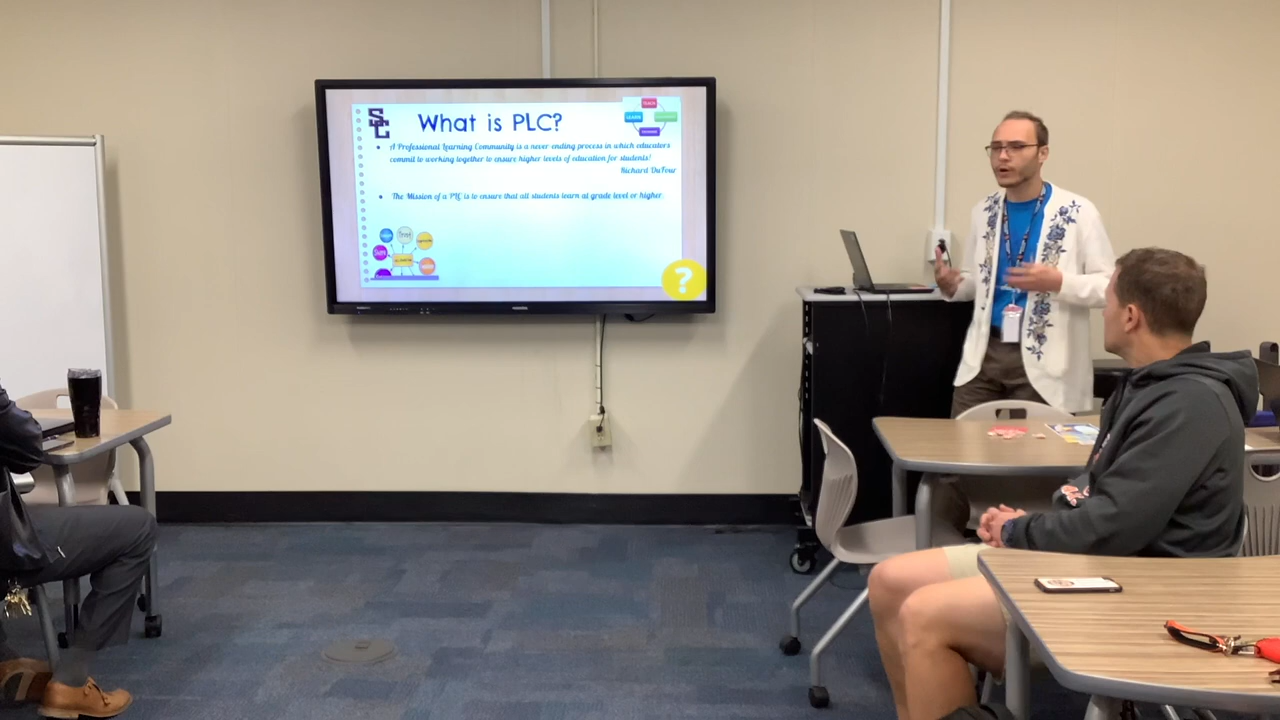 SC
What is PLC?
TEACH
• A Professional Learning Community is a never ending process in which educators
commit to working together to ensure higher levels of education for students!
Richard DuFour
• The Mission of a PLC is to ensure that all students learn at grade level or higher.
?